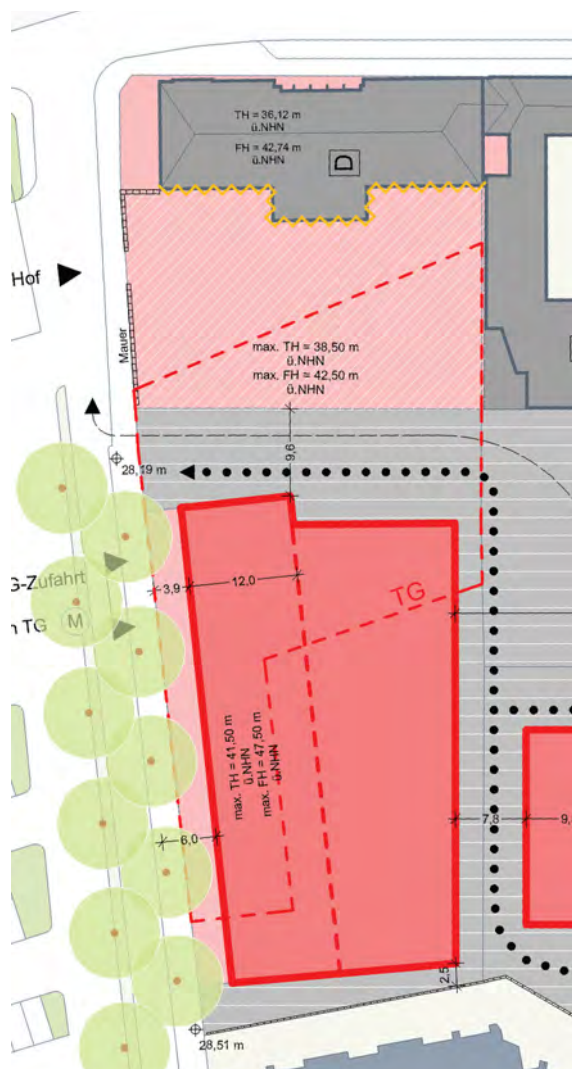 TH = 36,12 m
ü.NHN
FH = 42,74 m
ü.NHN
D
Hof
Mauer
max. TH = 38,50 m
ü.NHN
max. FH = 42,50 m
ü.NHN
9,6
28,19 m
G-Zufahrt
n TG
M
3,9
12,0
TG
max. TH = 41,50 m
ü.NHN
max. FH = 47,50 m
ü.NHN
6,0
7,8
9,
2,5
28,51 m